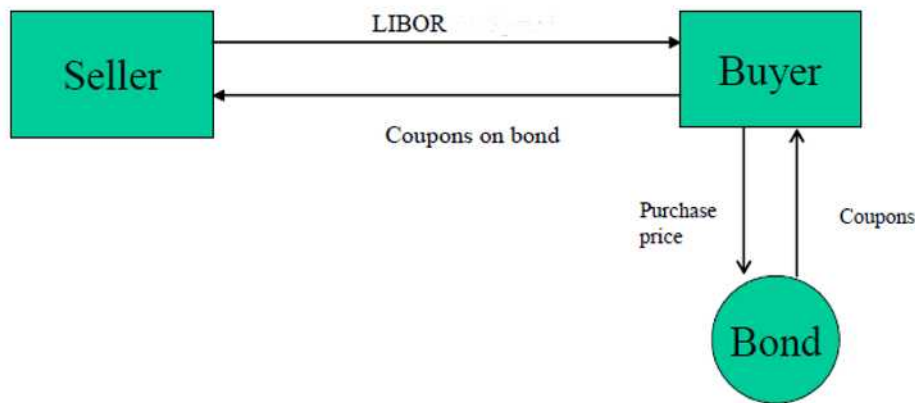 LIBOR
Seller
Buyer
Coupons on bond
Purchase
price
Coupons
Bond